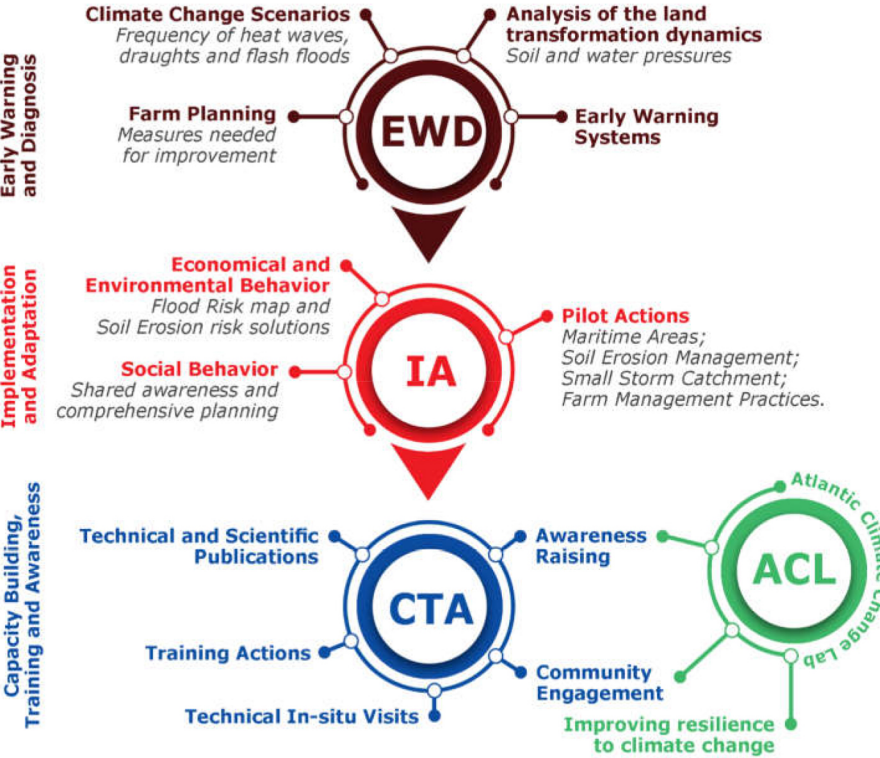 Early Warning
and Diagnosis
Climate Change Scenarios
Frequency of heat waves,
draughts and flash floods
Analysis of the land
transformation dynamics
Soil and water pressures
Farm Planning
Measures needed
for improvement
EWD
Early Warning
Systems
Implementation
and Adaptation
Economical and
Environmental Behavior
Flood Risk map and
Soil Erosion risk solutions
Social Behavior
Shared awareness and
comprehensive planning
IA
Pilot Actions
Maritime Areas;
Soil Erosion Management;
Small Storm Catchment;
Farm Management Practices.
Capacity Building,
Training and Awareness
Technical and Scientific
Publications
Training Actions
Technical In-situ Visits
CTA
Awareness
Raising
Community
Engagement
ACL
Atlantic Climate Change Lab
Improving resilience
to climate change